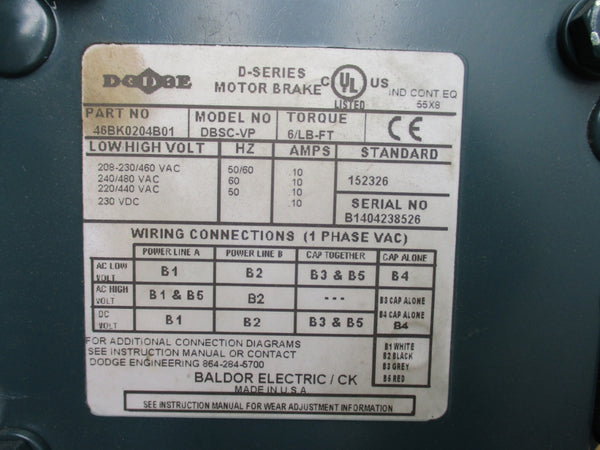 DODGE
D-SERIES
MOTOR BRAKE
C UL US
LISTED
IND CONT EQ
55X8
PART NO MODEL NO TORQUE
46BK0204B01 DBSC-VP 6/LB-FT
CE
LOW/HIGH VOLT HZ AMPS STANDARD
208-230/460 VAC 50/60 .10
240/480 VAC 60 .10
220/440 VAC 50 .10
230 VDC .10
152326
SERIAL NO
B1404238526
WIRING CONNECTIONS (1 PHASE VAC)
POWER LINE A POWER LINE B CAP TOGETHER CAP ALONE
AC LOW VOLT B1 B2 B3 & B5 B4
AC HIGH VOLT B1 & B5 B2 --- B3 CAP ALONE
B4 CAP ALONE
DC VOLT B1 B2 B3 & B5 B4
FOR ADDITIONAL CONNECTION DIAGRAMS
SEE INSTRUCTION MANUAL OR CONTACT
DODGE ENGINEERING 864-284-5700
B1 WHITE
B2 BLACK
B3 GREY
B5 RED
BALDOR ELECTRIC / CK
MADE IN U.S.A.
SEE INSTRUCTION MANUAL FOR WEAR ADJUSTMENT INFORMATION